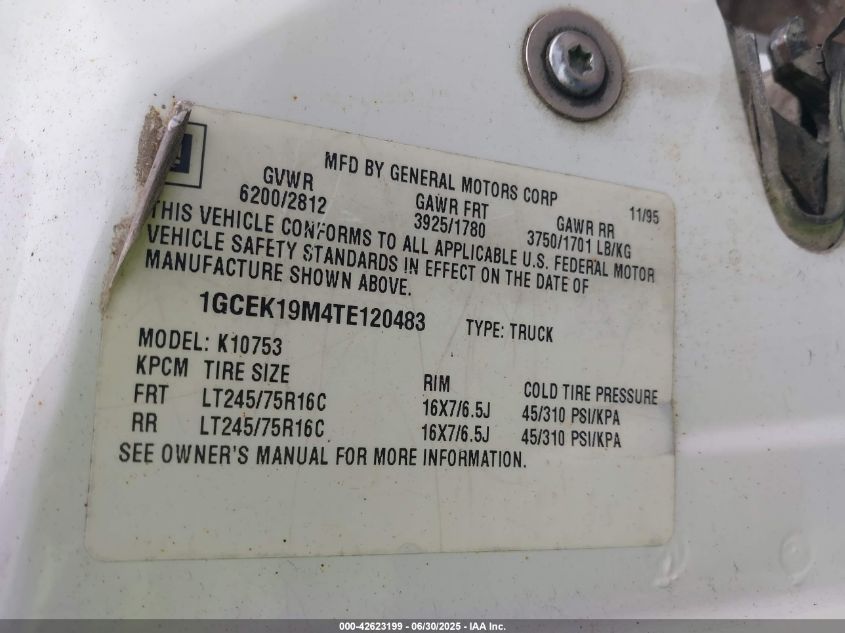 MFD BY GENERAL MOTORS CORP 11/95
GVWR GAWR FRT GAWR RR
6200/2812 3925/1780 3750/1701 LB/KG
THIS VEHICLE CONFORMS TO ALL APPLICABLE U.S. FEDERAL MOTOR
VEHICLE SAFETY STANDARDS IN EFFECT ON THE DATE OF
MANUFACTURE SHOWN ABOVE.
1GCEK19M4TE120483 TYPE: TRUCK
MODEL: K10753
KPCM TIRE SIZE RIM COLD TIRE PRESSURE
FRT LT245/75R16C 16X7/6.5J 45/310 PSI/KPA
RR LT245/75R16C 16X7/6.5J 45/310 PSI/KPA
SEE OWNER'S MANUAL FOR MORE INFORMATION.
000-42623199 - 06/30/2025 - IAA Inc.